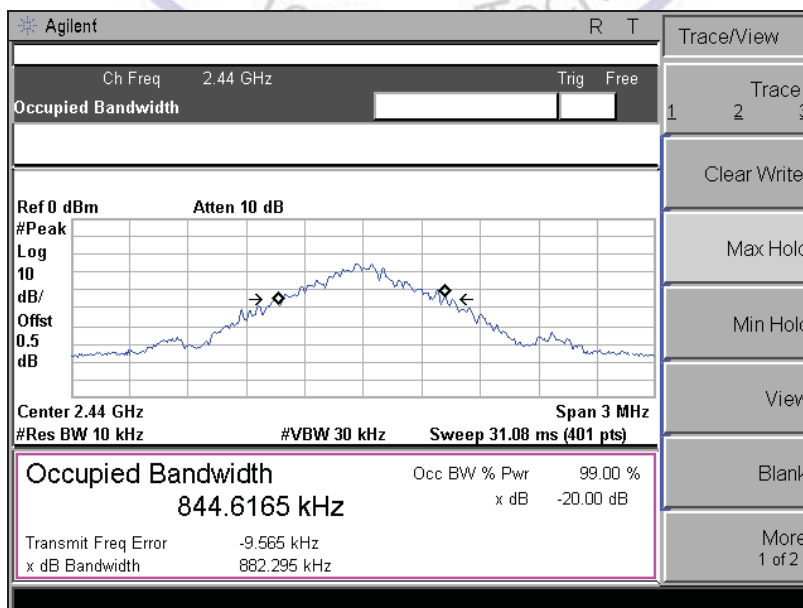 Agilent R T
Trace/View
Ch Freq 2.44 GHz Trig Free
Occupied Bandwidth
Trace
1 2
Clear Write
Max Hold
Min Hold
View
Blank
More
1 of 2
Ref 0 dBm Atten 10 dB
#Peak
Log
10
dB/
Offst
0.5
dB
Center 2.44 GHz Span 3 MHz
#Res BW 10 kHz #VBW 30 kHz Sweep 31.08 ms (401 pts)
Occupied Bandwidth Occ BW % Pwr 99.00 %
844.6165 kHz x dB -20.00 dB
Transmit Freq Error -9.565 kHz
x dB Bandwidth 882.295 kHz